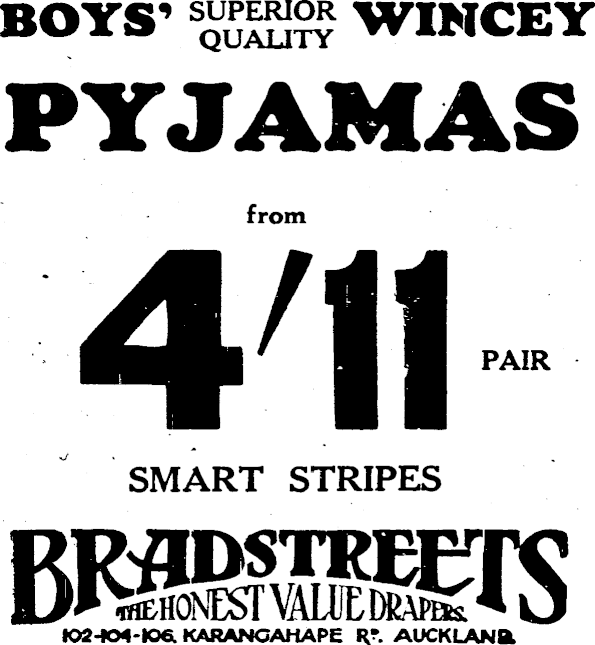 BOYS' SUPERIOR QUALITY WINCEY
PYJAMAS
from
4'11
PAIR
SMART STRIPES
BRADSTREETS
THE HONEST VALUE DRAPERS.
102-104-106, KARANGAHAPE RD. AUCKLAND